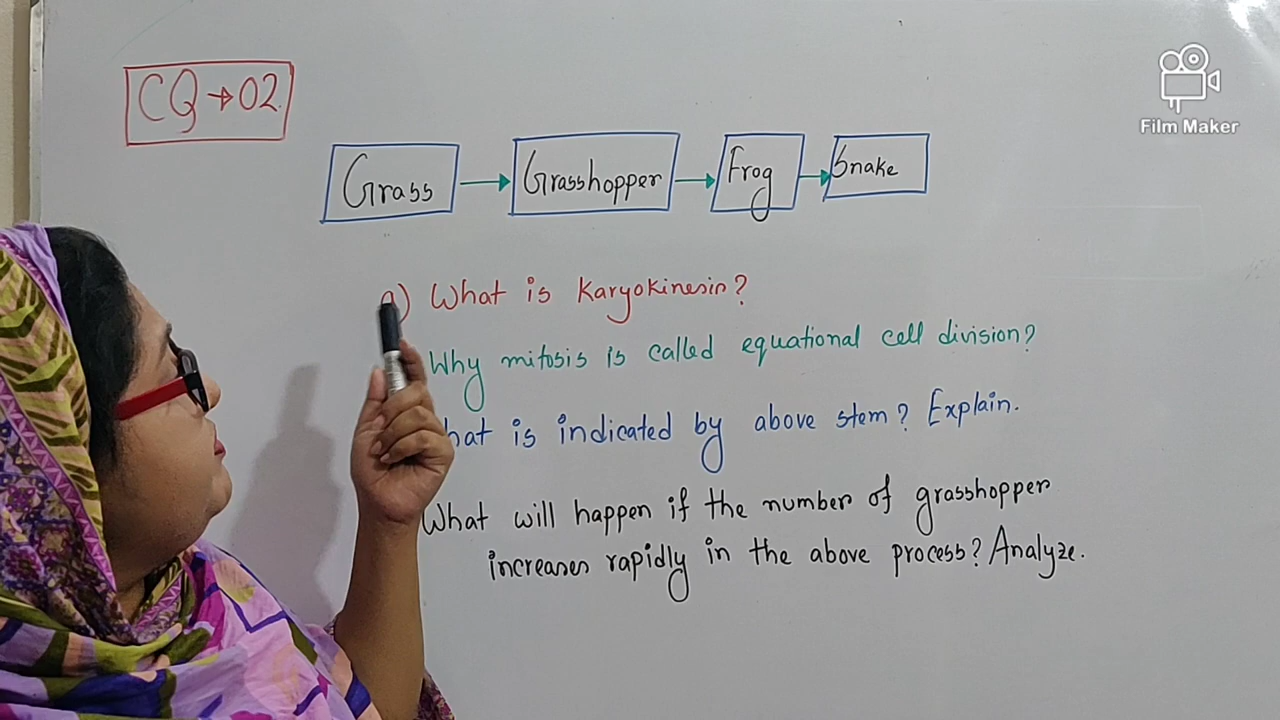 CQ → 02
Film Maker
Grass → Grasshopper → Frog → Snake
a) What is Karyokinesis?
Why mitosis is called equational cell division?
hat is indicated by above stem? Explain.
What will happen if the number of grasshopper
increases rapidly in the above process? Analyze.